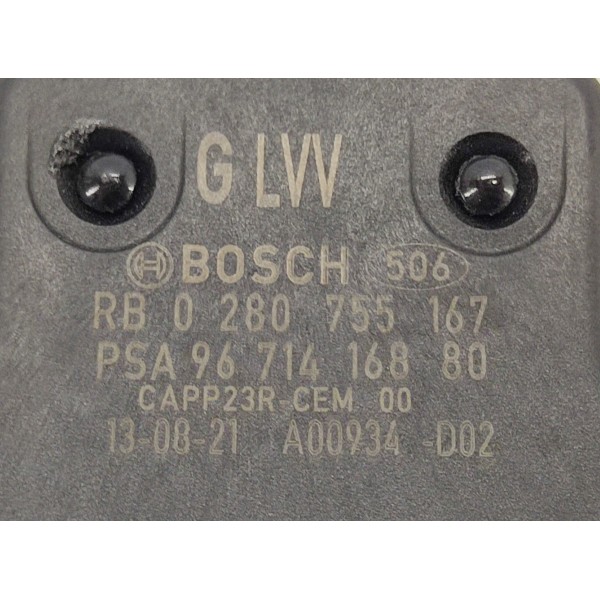 G LVV
BOSCH 506
RB 0 280 755 167
PSA 96 714 168 80
CAPP23R-CEM 00
13-08-21 A00934 -D02